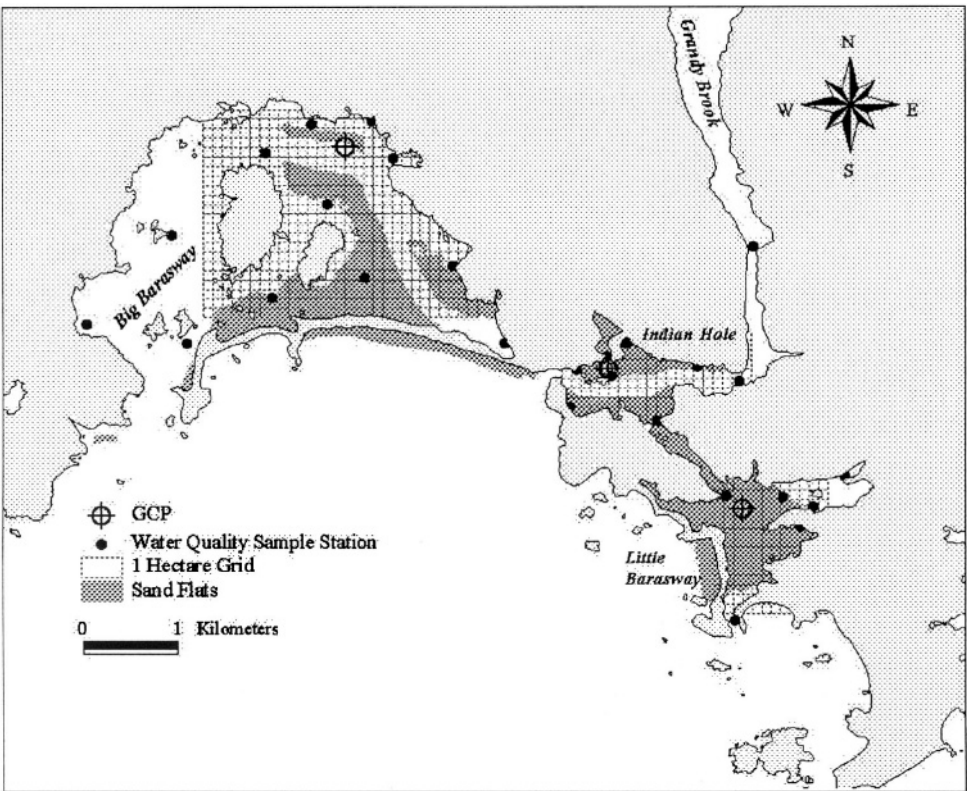 Grandy Brook
N
W E
S
Big Barasway
Indian Hole
GCP
Water Quality Sample Station
1 Hectare Grid
Sand Flats
Little
Barasway
0 1 Kilometers